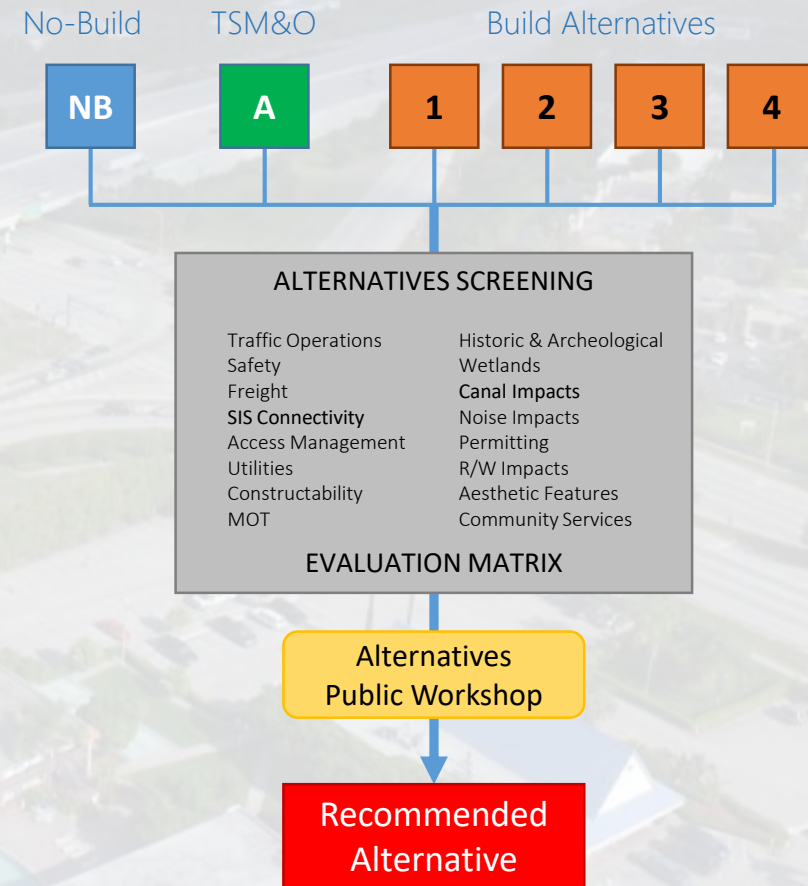 No-Build
TSM&O
Build Alternatives
NB
A
1
2
3
4
ALTERNATIVES SCREENING
Traffic Operations
Safety
Freight
SIS Connectivity
Access Management
Utilities
Constructability
MOT
Historic & Archeological
Wetlands
Canal Impacts
Noise Impacts
Permitting
R/W Impacts
Aesthetic Features
Community Services
EVALUATION MATRIX
Alternatives
Public Workshop
Recommended
Alternative